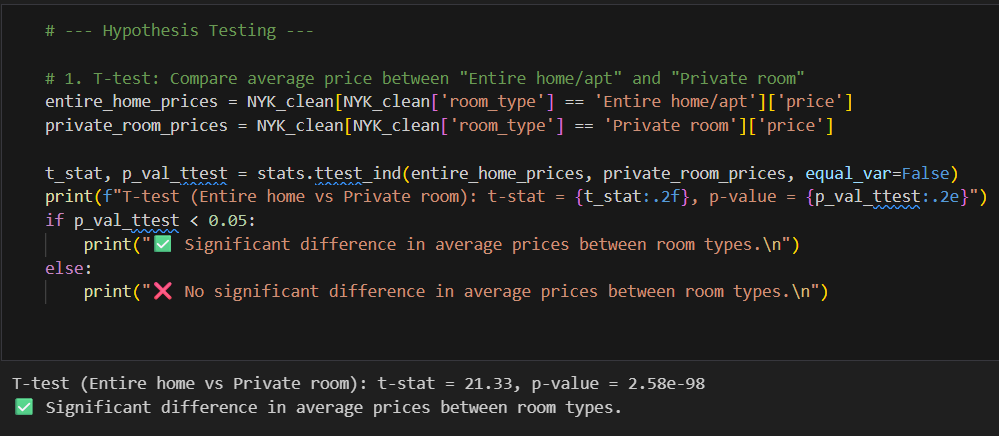 # --- Hypothesis Testing ---
# 1. T-test: Compare average price between "Entire home/apt" and "Private room"
entire_home_prices = NYK_clean[NYK_clean['room_type'] == 'Entire home/apt']['price']
private_room_prices = NYK_clean[NYK_clean['room_type'] == 'Private room']['price']
t_stat, p_val_ttest = stats.ttest_ind(entire_home_prices, private_room_prices, equal_var=False)
print(f"T-test (Entire home vs Private room): t-stat = {t_stat:.2f}, p-value = {p_val_ttest:.2e}")
if p_val_ttest < 0.05:
    print("✅ Significant difference in average prices between room types.\n")
else:
    print("❌ No significant difference in average prices between room types.\n")
T-test (Entire home vs Private room): t-stat = 21.33, p-value = 2.58e-98
✅ Significant difference in average prices between room types.